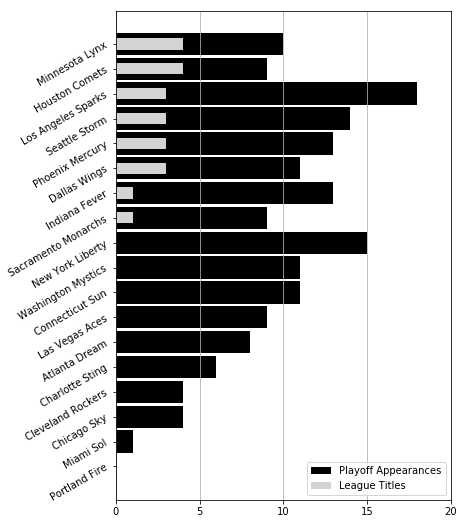 Minnesota Lynx
Houston Comets
Los Angeles Sparks
Seattle Storm
Phoenix Mercury
Dallas Wings
Indiana Fever
Sacramento Monarchs
New York Liberty
Washington Mystics
Connecticut Sun
Las Vegas Aces
Atlanta Dream
Charlotte Sting
Cleveland Rockers
Chicago Sky
Miami Sol
Portland Fire
Playoff Appearances
League Titles
0 5 10 15 20